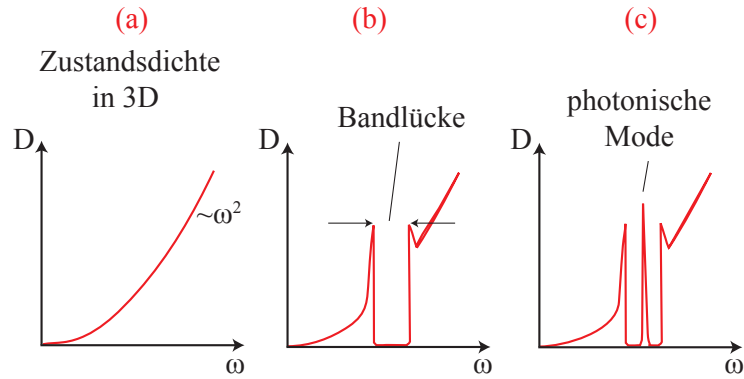 (a)
Zustandsdichte
in 3D
D
~ω²
ω
(b)
Bandlücke
D
ω
(c)
photonische
Mode
D
ω